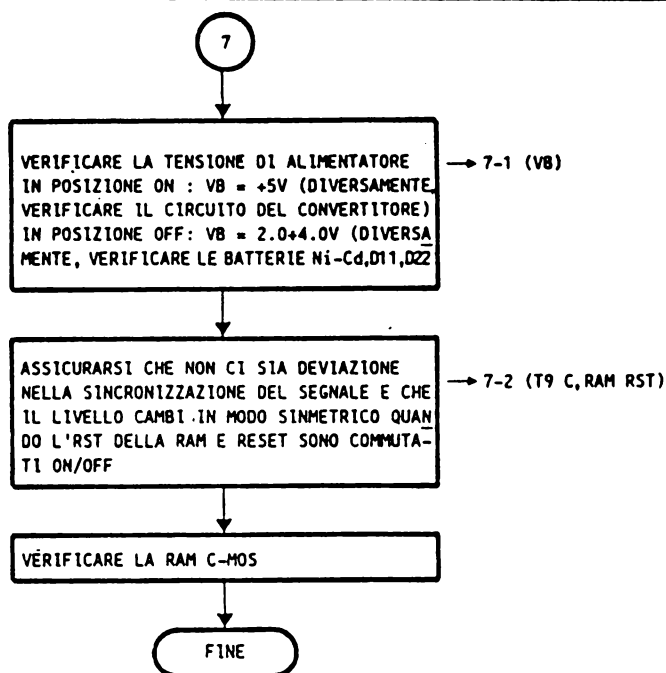 7
VERIFICARE LA TENSIONE DI ALIMENTATORE
IN POSIZIONE ON : VB = +5V (DIVERSAMENTE,
VERIFICARE IL CIRCUITO DEL CONVERTITORE)
IN POSIZIONE OFF: VB = 2.0+4.0V (DIVERSA
MENTE, VERIFICARE LE BATTERIE Ni-Cd,D11,D22
→ 7-1 (VB)
ASSICURARSI CHE NON CI SIA DEVIAZIONE
NELLA SINCRONIZZAZIONE DEL SEGNALE E CHE
IL LIVELLO CAMBI IN MODO SINMETRICO QUAN
DO L'RST DELLA RAM E RESET SONO COMMUTA-
TI ON/OFF
→ 7-2 (T9 C,RAM RST)
VERIFICARE LA RAM C-MOS
FINE